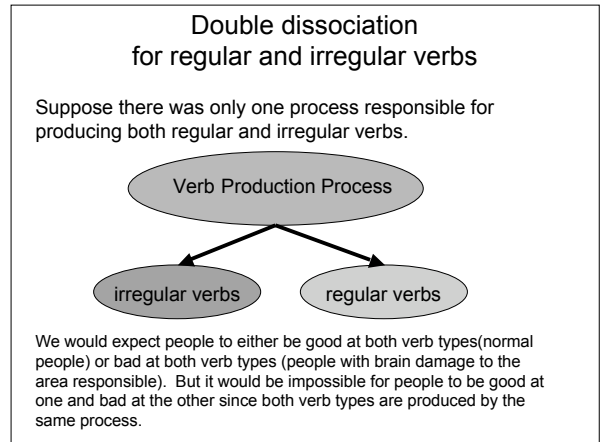 Double dissociation
for regular and irregular verbs
Suppose there was only one process responsible for
producing both regular and irregular verbs.
Verb Production Process
irregular verbs
regular verbs
We would expect people to either be good at both verb types(normal
people) or bad at both verb types (people with brain damage to the
area responsible). But it would be impossible for people to be good at
one and bad at the other since both verb types are produced by the
same process.